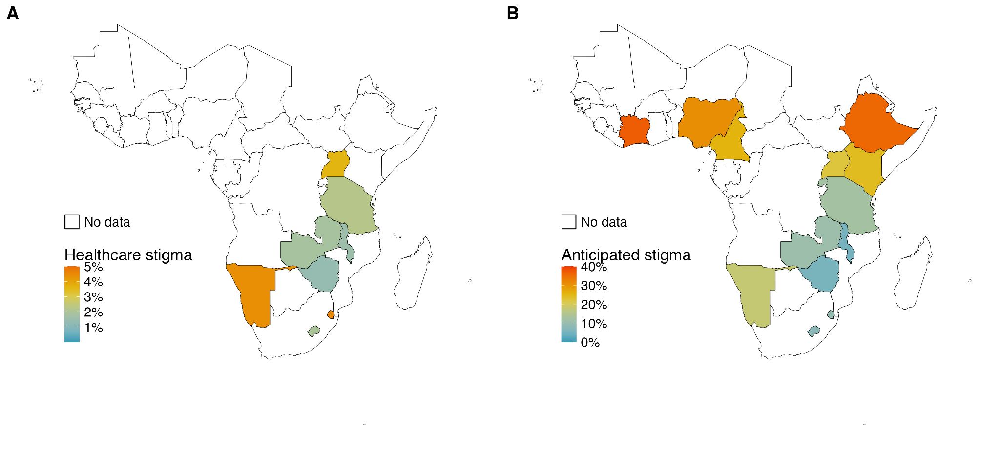 A
No data
Healthcare stigma
5%
4%
3%
2%
1%
B
No data
Anticipated stigma
40%
30%
20%
10%
0%